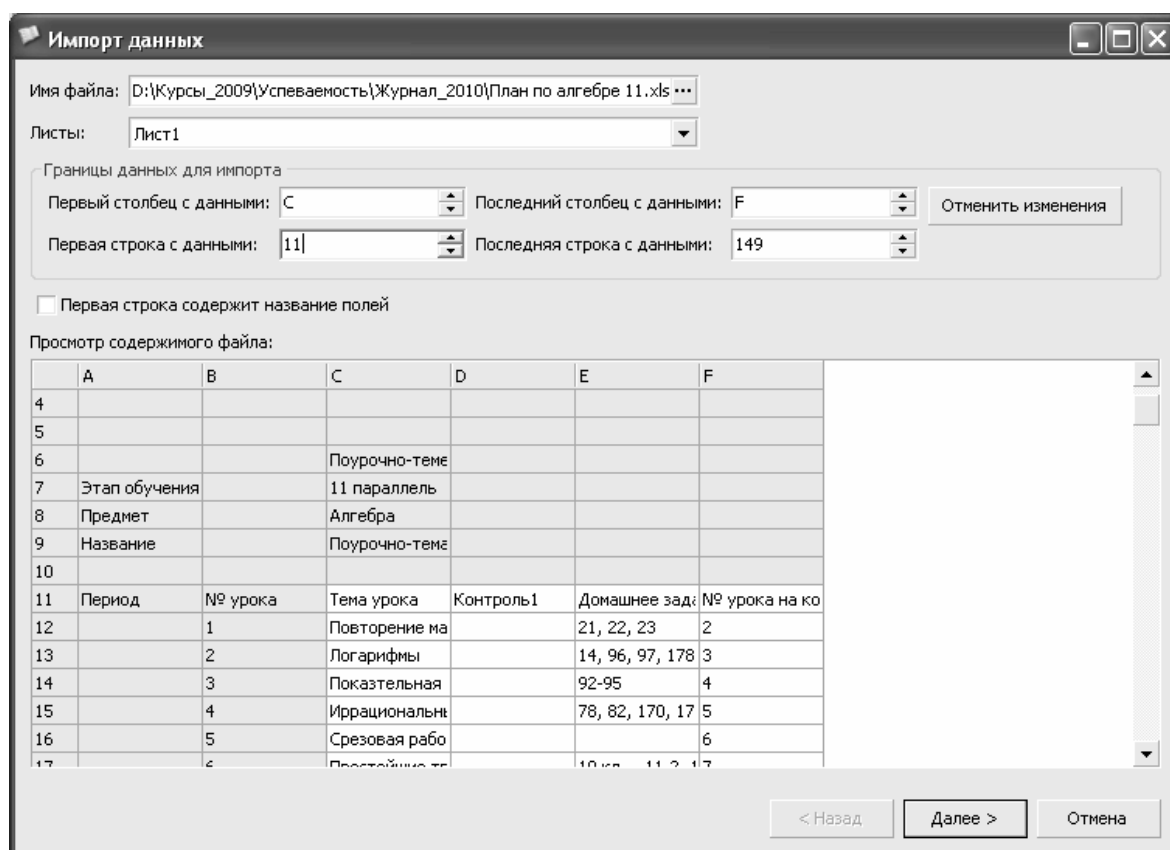 Импорт данных
Имя файла: D:\Курсы_2009\Успеваемость\Журнал_2010\План по алгебре 11.xls ...
Листы: Лист1
Границы данных для импорта
Первый столбец с данными: C Последний столбец с данными: F Отменить изменения
Первая строка с данными: 11 Последняя строка с данными: 149
Первая строка содержит название полей
Просмотр содержимого файла:
A B C D E F
4
5
6 Поурочно-теме
7 Этап обучения 11 параллель
8 Предмет Алгебра
9 Название Поурочно-тема
10
11 Период № урока Тема урока Контроль1 Домашнее зада № урока на ко
12 1 Повторение ма 21, 22, 23 2
13 2 Логарифмы 14, 96, 97, 178 3
14 3 Показтельная 92-95 4
15 4 Иррациональн 78, 82, 170, 17 5
16 5 Срезовая рабо 6
17 6 7
< Назад Далее > Отмена